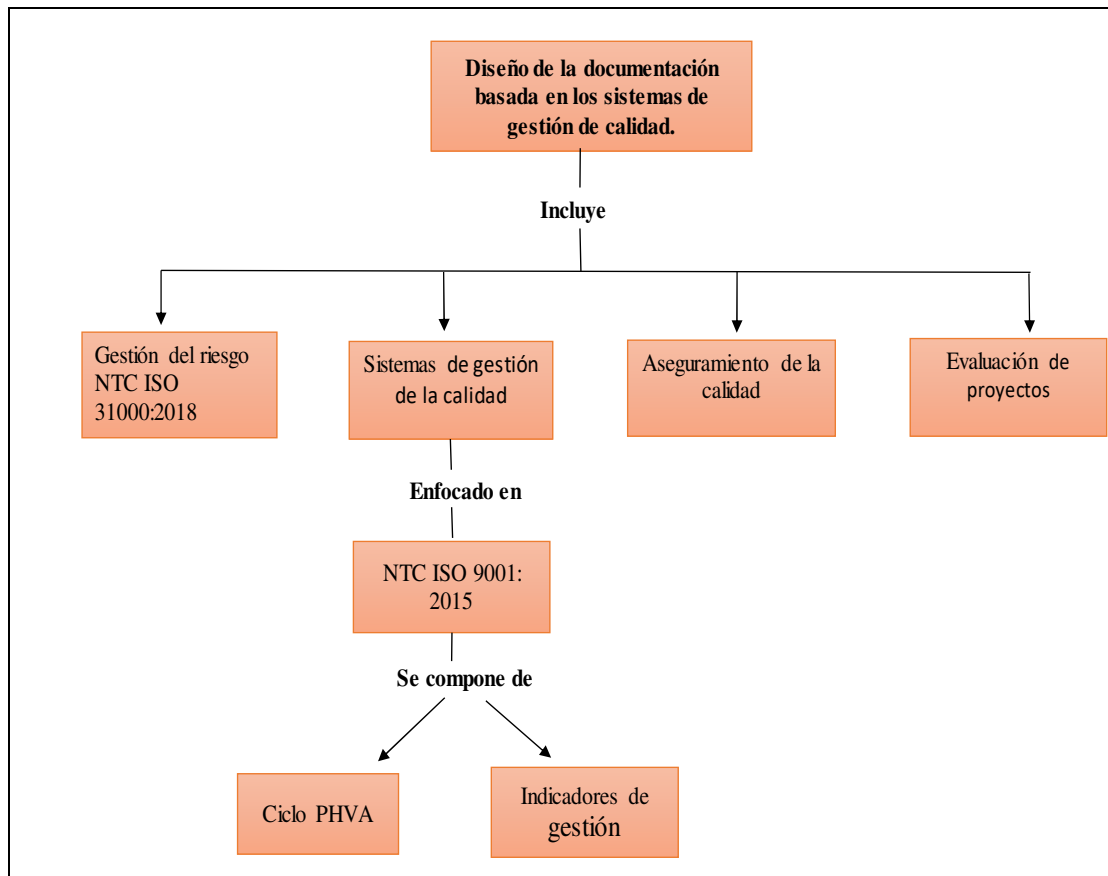 Diseño de la documentación
basada en los sistemas de
gestión de calidad.
Incluye
Gestión del riesgo
NTC ISO
31000:2018
Sistemas de gestión
de la calidad
Aseguramiento de la
calidad
Evaluación de
proyectos
Enfocado en
NTC ISO 9001:
2015
Se compone de
Ciclo PHVA
Indicadores de
gestión